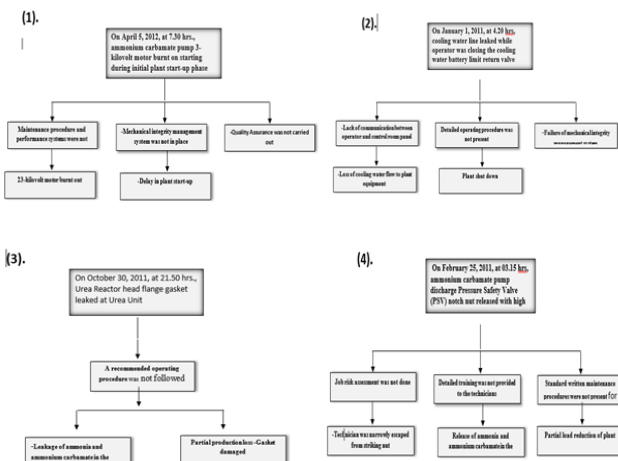 (1).
On April 5, 2012, at 7.30 hrs.,
ammonium carbamate pump 3-
kilovolt motor burnt on starting
during initial plant start-up phase
Maintenance procedure and
performance systems were not
-Mechanical integrity management
system was not in place
-Quality Assurance was not carried
out
23-kilovolt motor burnt out
-Delay in plant start-up
(2).
On January 1, 2011, at 4.20 hrs,
cooling water line leaked while
operator was closing the cooling
water battery limit return valve
-Lack of communication between
operator and control room panel
Detailed operating procedure was
not present
-Failure of mechanical integrity
-Loss of cooling water flow to plant
equipment
Plant shut down
(3).
On October 30, 2011, at 21.50 hrs.,
Urea Reactor head flange gasket
leaked at Urea Unit
A recommended operating
procedure was not followed
-Leakage of ammonia and
ammonium carbamate in the
Partial production loss -Gasket
damaged
(4).
On February 25, 2011, at 03.15 hrs,
ammonium carbamate pump
discharge Pressure Safety Valve
(PSV) notch nut released with high
Job risk assessment was not done
Detailed training was not provided
to the technicians
Standard written maintenance
procedures were not present for
-Technician was narrowly escaped
from striking out
Release of ammonia and
ammonium carbamate in the
Partial load reduction of plant